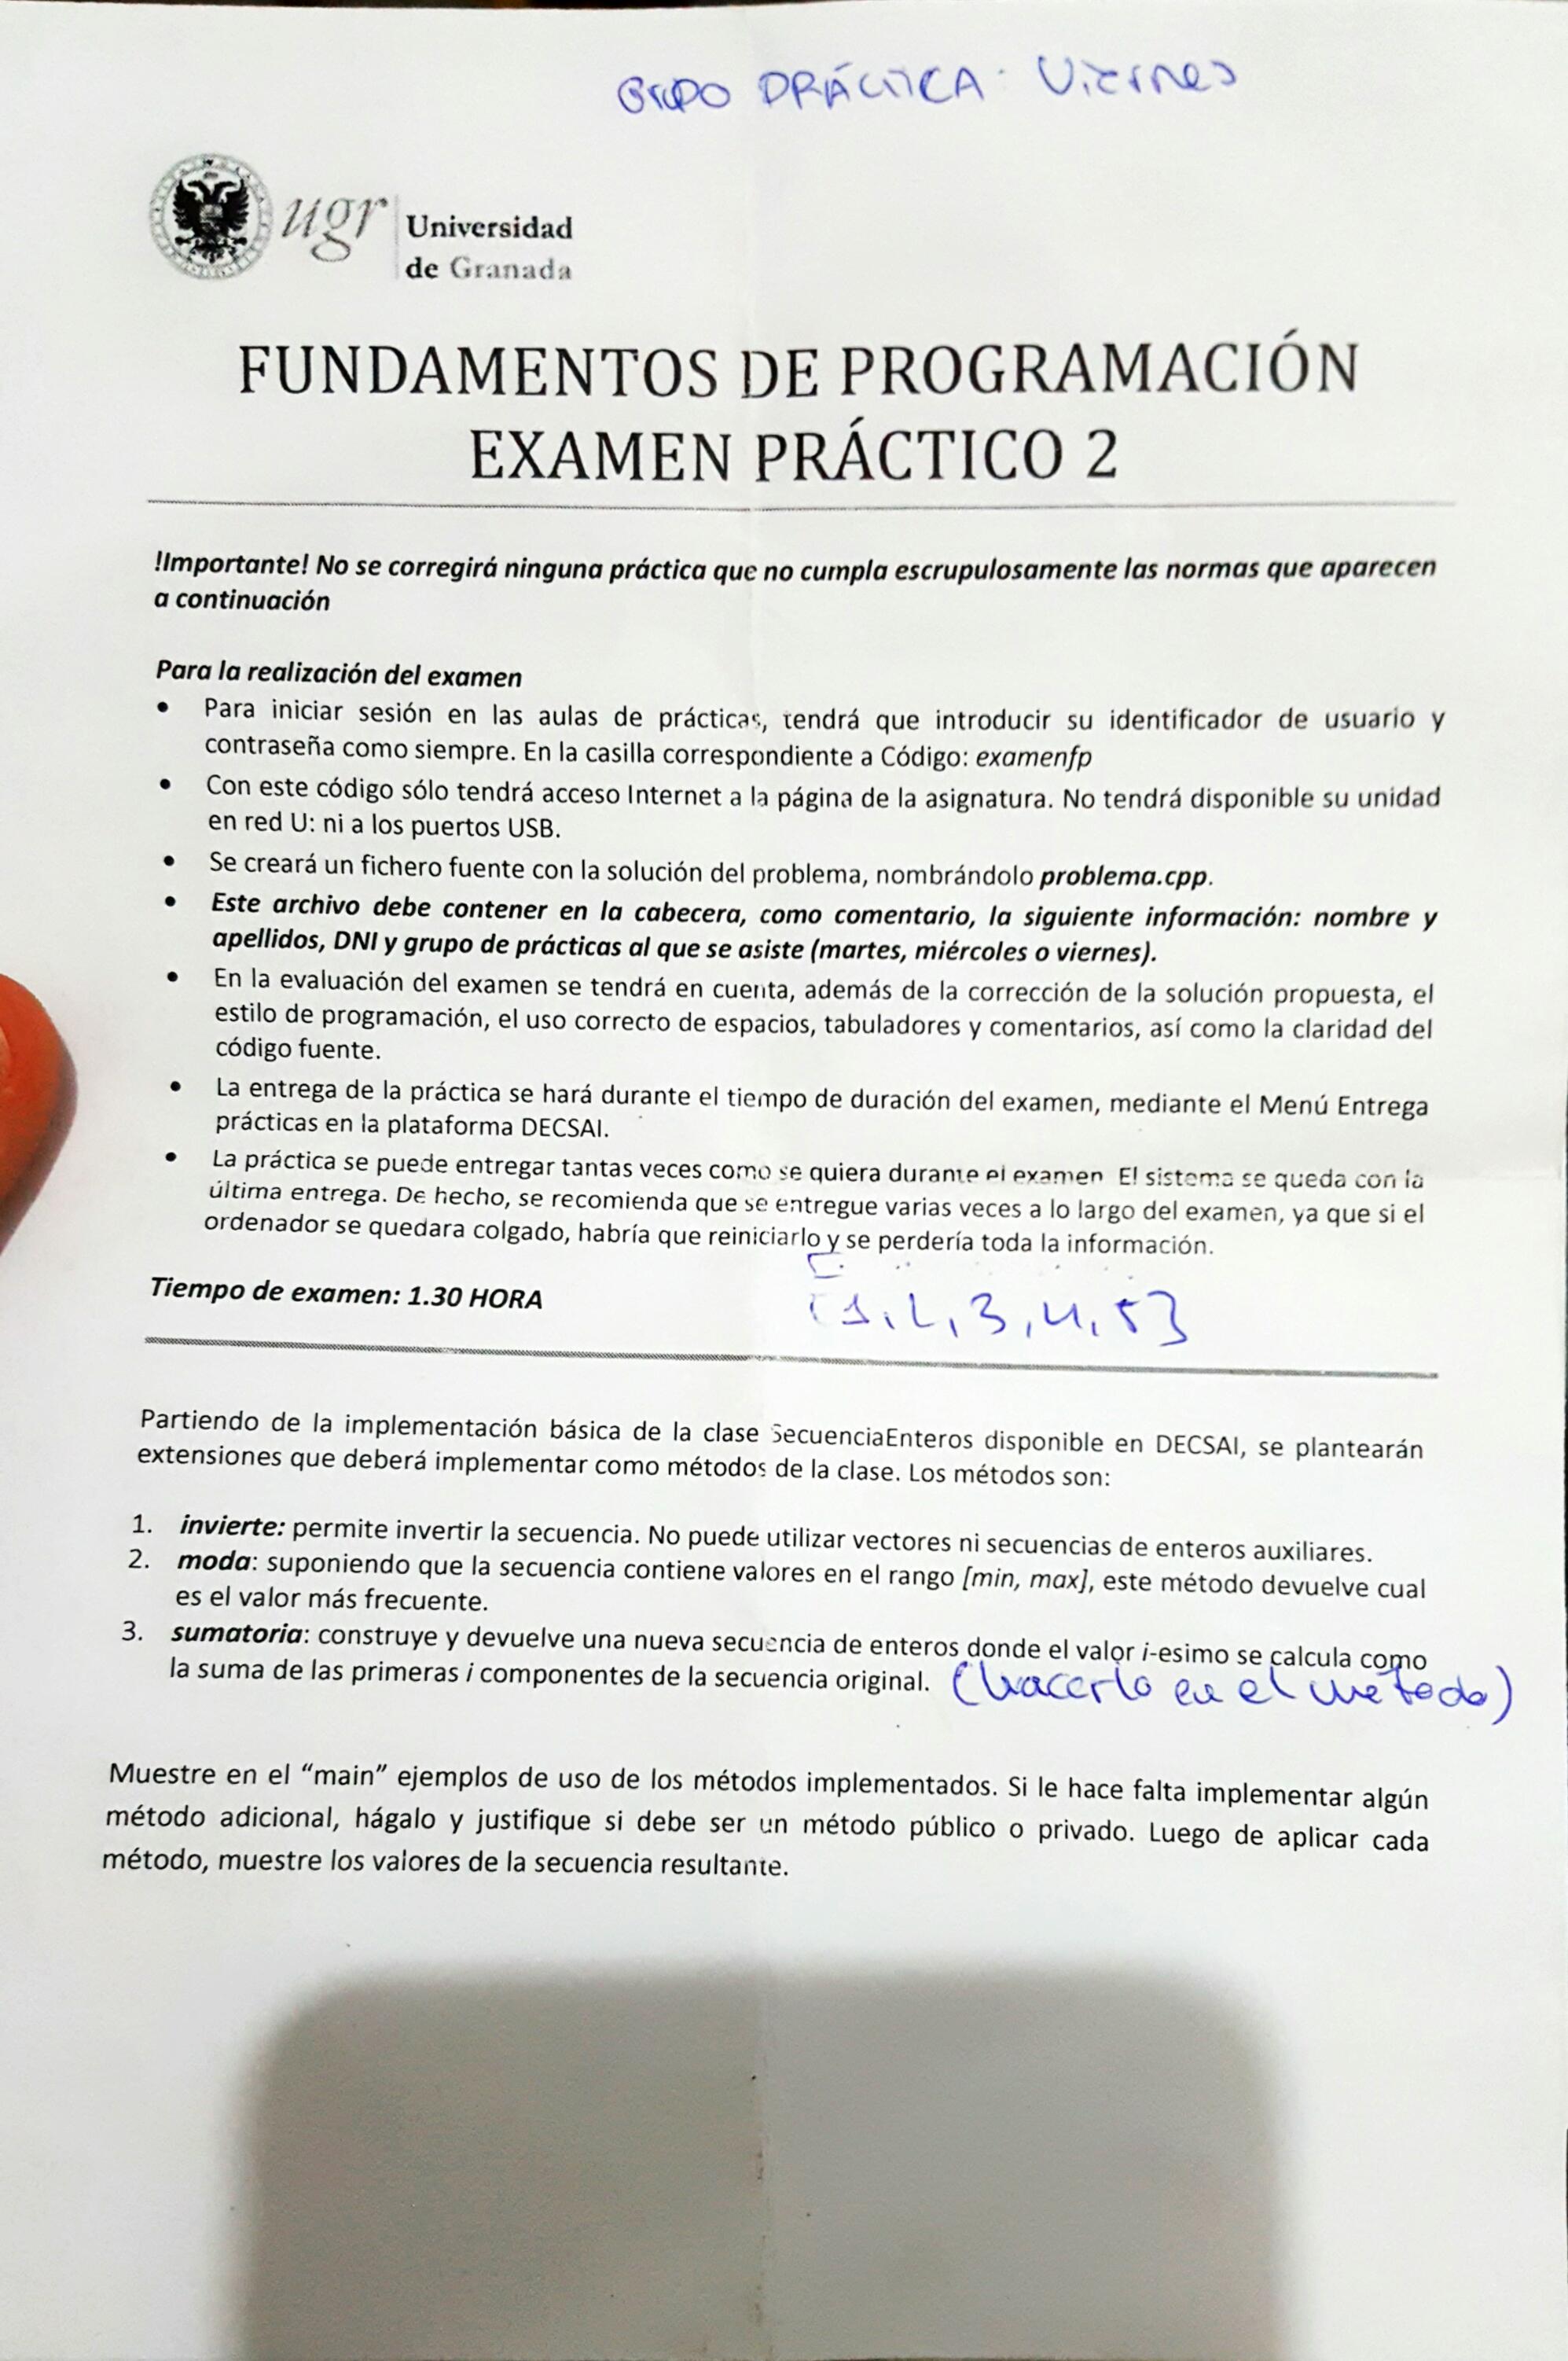 GRUPO PRÁCTICA: Viernes
ugr Universidad
de Granada
FUNDAMENTOS DE PROGRAMACIÓN
EXAMEN PRÁCTICO 2
!Importante! No se corregirá ninguna práctica que no cumpla escrupulosamente las normas que aparecen
a continuación
Para la realización del examen
• Para iniciar sesión en las aulas de prácticas, tendrá que introducir su identificador de usuario y
contraseña como siempre. En la casilla correspondiente a Código: examenfp
• Con este código sólo tendrá acceso Internet a la página de la asignatura. No tendrá disponible su unidad
en red U: ni a los puertos USB.
• Se creará un fichero fuente con la solución del problema, nombrándolo problema.cpp.
• Este archivo debe contener en la cabecera, como comentario, la siguiente información: nombre y
apellidos, DNI y grupo de prácticas al que se asiste (martes, miércoles o viernes).
• En la evaluación del examen se tendrá en cuenta, además de la corrección de la solución propuesta, el
estilo de programación, el uso correcto de espacios, tabuladores y comentarios, así como la claridad del
código fuente.
• La entrega de la práctica se hará durante el tiempo de duración del examen, mediante el Menú Entrega
prácticas en la plataforma DECSAI.
• La práctica se puede entregar tantas veces como se quiera durante el examen. El sistema se queda con la
última entrega. De hecho, se recomienda que se entregue varias veces a lo largo del examen, ya que si el
ordenador se quedara colgado, habría que reiniciarlo y se perdería toda la información.
Tiempo de examen: 1.30 HORA
{1, 2, 3, 4, 5}
Partiendo de la implementación básica de la clase SecuenciaEnteros disponible en DECSAI, se plantearán
extensiones que deberá implementar como métodos de la clase. Los métodos son:
1. invierte: permite invertir la secuencia. No puede utilizar vectores ni secuencias de enteros auxiliares.
2. moda: suponiendo que la secuencia contiene valores en el rango [min, max], este método devuelve cual
es el valor más frecuente.
3. sumatoria: construye y devuelve una nueva secuencia de enteros donde el valor i-esimo se calcula como
la suma de las primeras i componentes de la secuencia original. (hacerlo en el método)
Muestre en el “main” ejemplos de uso de los métodos implementados. Si le hace falta implementar algún
método adicional, hágalo y justifique si debe ser un método público o privado. Luego de aplicar cada
método, muestre los valores de la secuencia resultante.